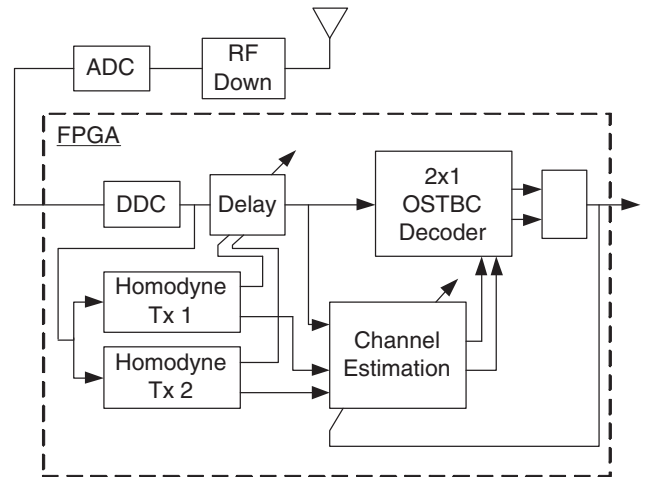 ADC
RF
Down
FPGA
DDC
Delay
2x1
OSTBC
Decoder
Homodyne
Tx 1
Homodyne
Tx 2
Channel
Estimation